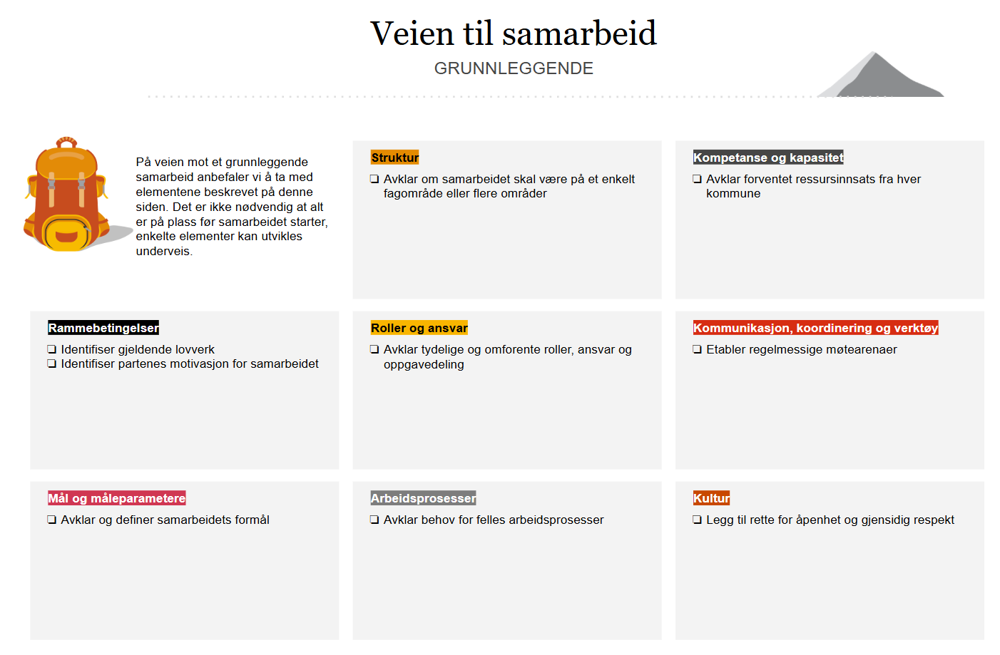 Veien til samarbeid
GRUNNLEGGENDE
På veien mot et grunnleggende
samarbeid anbefaler vi å ta med
elementene beskrevet på denne
siden. Det er ikke nødvendig at alt
er på plass før samarbeidet starter,
enkelte elementer kan utvikles
underveis.
Struktur
❏ Avklar om samarbeidet skal være på et enkelt
fagområde eller flere områder
Kompetanse og kapasitet
❏ Avklar forventet ressursinnsats fra hver
kommune
Rammebetingelser
❏ Identifiser gjeldende lovverk
❏ Identifiser partenes motivasjon for samarbeidet
Roller og ansvar
❏ Avklar tydelige og omforente roller, ansvar og
oppgavedeling
Kommunikasjon, koordinering og verktøy
❏ Etabler regelmessige møtearenaer
Mål og måleparametere
❏ Avklar og definer samarbeidets formål
Arbeidsprosesser
❏ Avklar behov for felles arbeidsprosesser
Kultur
❏ Legg til rette for åpenhet og gjensidig respekt